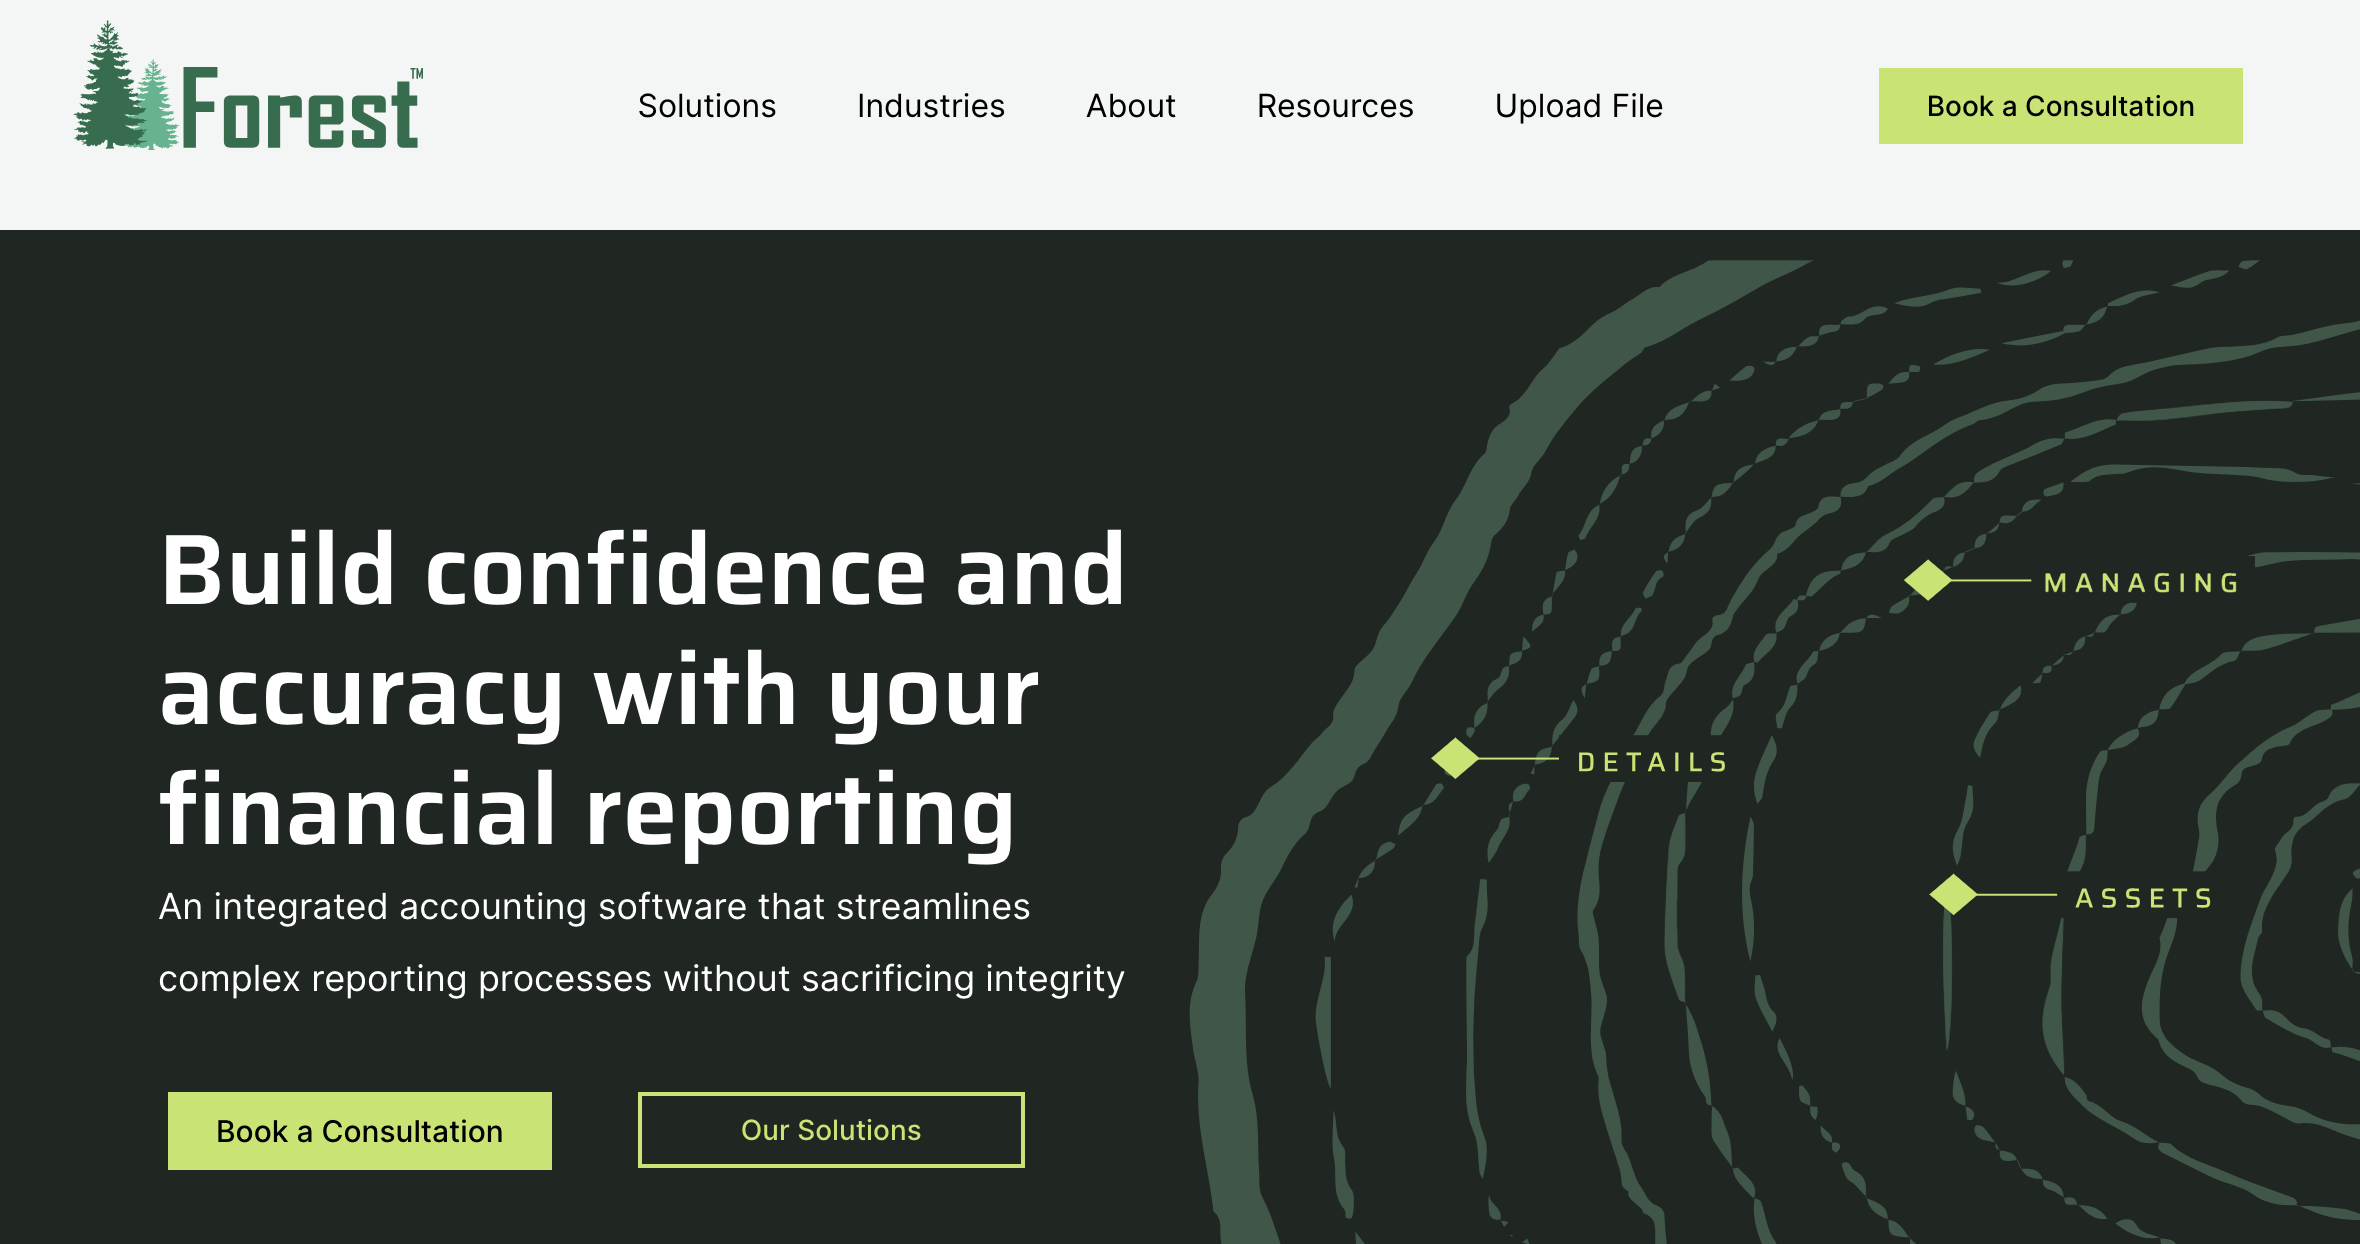 Forest™
Solutions Industries About Resources Upload File
Book a Consultation
Build confidence and
accuracy with your
financial reporting
An integrated accounting software that streamlines
complex reporting processes without sacrificing integrity
Book a Consultation
Our Solutions
MANAGING
DETAILS
ASSETS